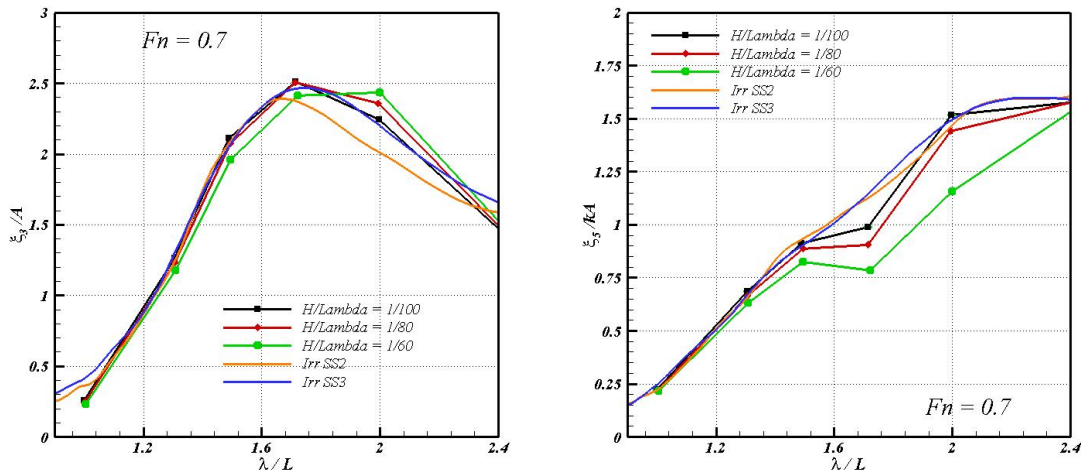 3
2.5
2
1.5
1
0.5
0
ξ3/A
Fn = 0.7
H/Lambda = 1/100
H/Lambda = 1/80
H/Lambda = 1/60
Irr SS2
Irr SS3
1.2
1.6
2
2.4
λ/L
2
1.75
1.5
1.25
1
0.75
0.5
0.25
0
ξ5/kA
H/Lambda = 1/100
H/Lambda = 1/80
H/Lambda = 1/60
Irr SS2
Irr SS3
Fn = 0.7
1.2
1.6
2
2.4
λ/L